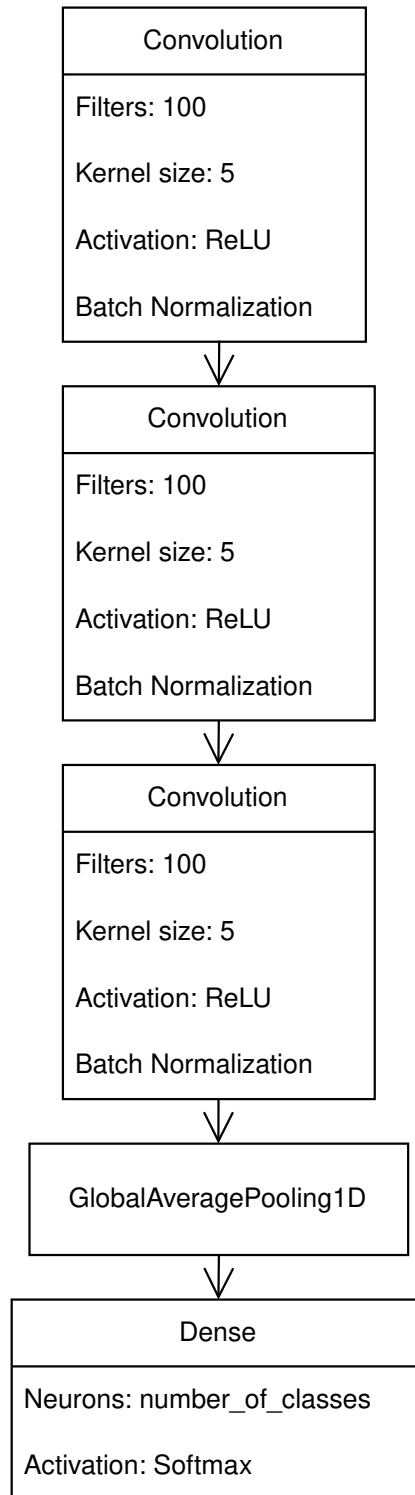 Convolution
Filters: 100
Kernel size: 5
Activation: ReLU
Batch Normalization
Convolution
Filters: 100
Kernel size: 5
Activation: ReLU
Batch Normalization
Convolution
Filters: 100
Kernel size: 5
Activation: ReLU
Batch Normalization
GlobalAveragePooling1D
Dense
Neurons: number_of_classes
Activation: Softmax